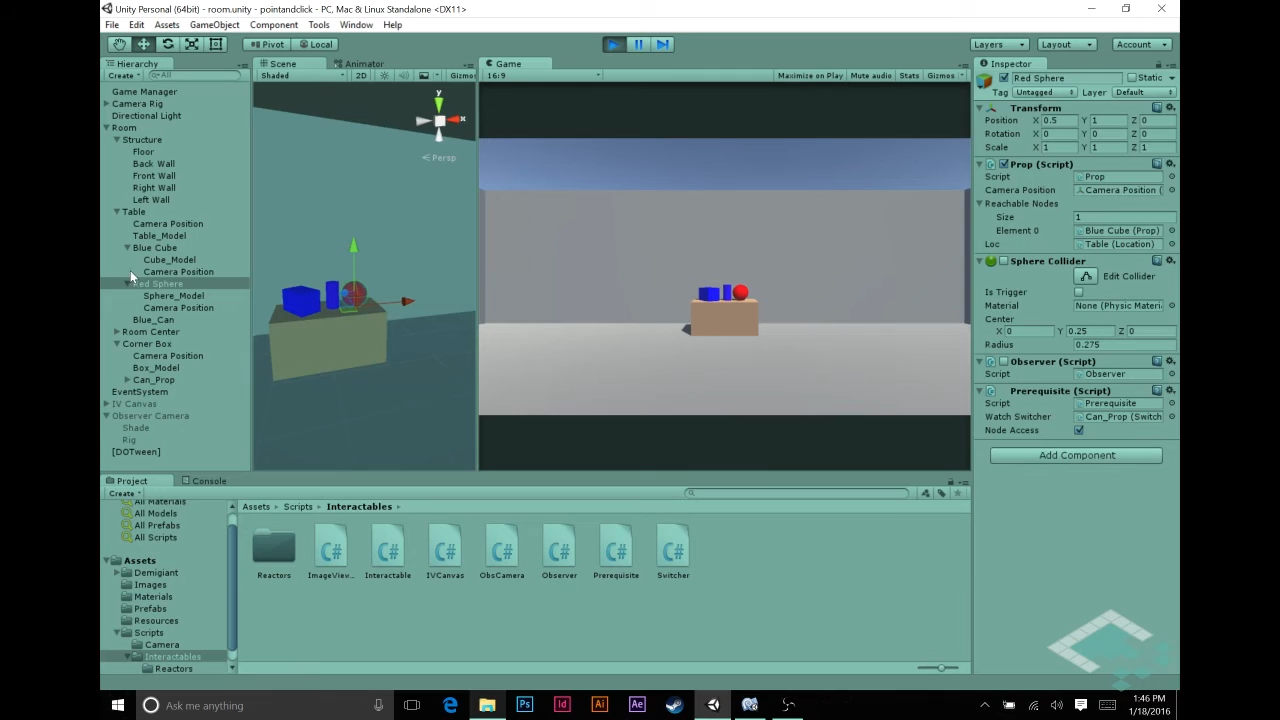 Unity Personal (64bit) - room.unity - pointandclick - PC, Mac & Linux Standalone <DX11>
File Edit Assets GameObject Component Tools Window Help
Pivot Local Layers Layout Account
Hierarchy
Create All
Game Manager
Camera Rig
Directional Light
Room
Structure
Floor
Back Wall
Front Wall
Right Wall
Left Wall
Table
Camera Position
Table_Model
Blue Cube
Cube_Model
Camera Position
Red Sphere
Sphere_Model
Camera Position
Blue_Can
Room Center
Corner Box
Camera Position
Box_Model
Can_Prop
EventSystem
IV Canvas
Observer Camera
Shade
Rig
[DOTween]
Scene Animator
Shaded 2D Gizmos
y
x
Persp
Game
16:9 Maximize on Play Mute audio Stats Gizmos
Inspector
Red Sphere Static
Tag Untagged Layer Default
Transform
Position X 0.5 Y 1 Z 0
Rotation X 0 Y 0 Z 0
Scale X 1 Y 1 Z 1
Prop (Script)
Script Prop
Camera Position Camera Position (
Reachable Nodes
Size 1
Element 0 Blue Cube (Prop)
Loc Table (Location)
Sphere Collider
Edit Collider
Is Trigger
Material None (Physic Materi
Center
X 0 Y 0.25 Z 0
Radius 0.275
Observer (Script)
Script Observer
Prerequisite (Script)
Script Prerequisite
Watch Switcher Can_Prop (Switch
Node Access
Add Component
Project Console
Create
All Materials
All Models
All Prefabs
All Scripts
Assets
Demigiant
Images
Materials
Prefabs
Resources
Scripts
Camera
Interactables
Reactors
Assets Scripts Interactables
C# C# C# C# C# C# C#
Reactors ImageView... Interactable IVCanvas ObsCamera Observer Prerequisite Switcher
Ask me anything
Ps Id Ai Ae
1:46 PM
1/18/2016